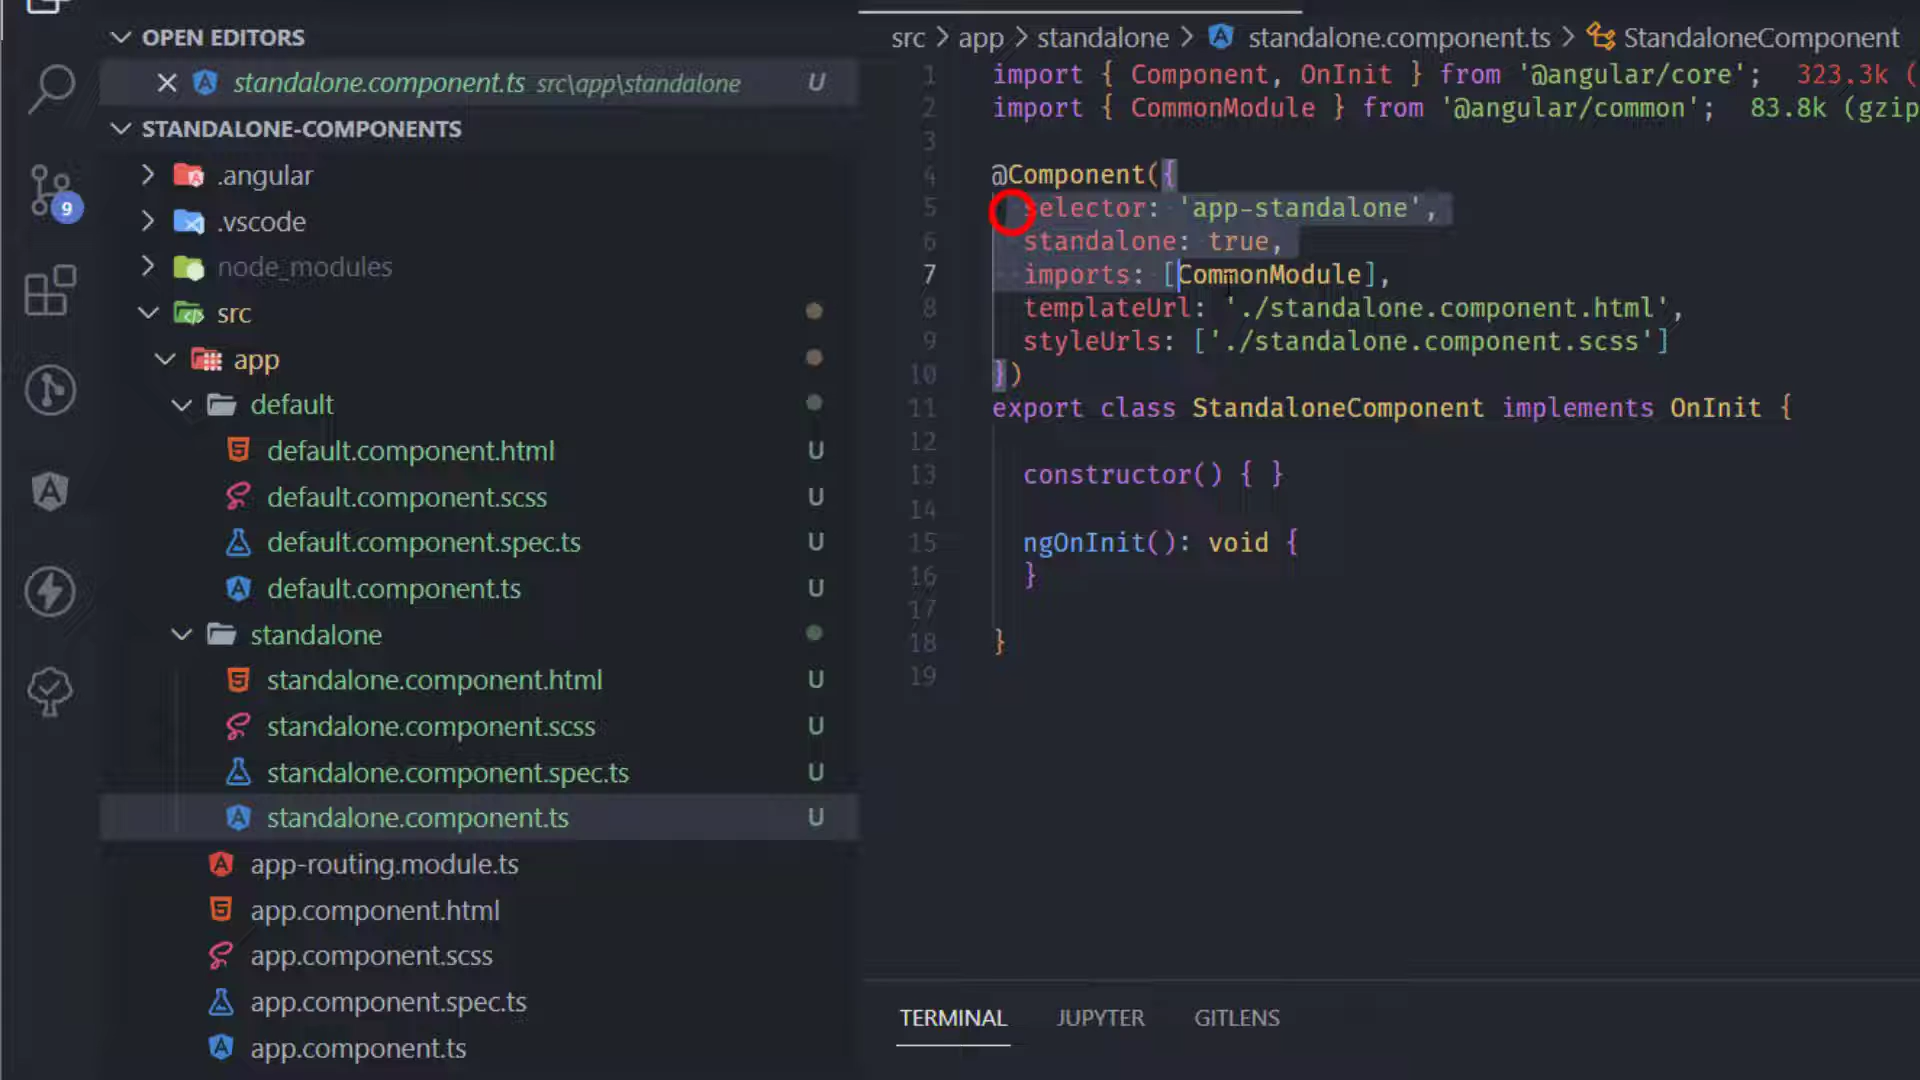 OPEN EDITORS
standalone.component.ts src\app\standalone U
STANDALONE-COMPONENTS
.angular
.vscode
9
node_modules
src
app
default
default.component.html U
default.component.scss U
default.component.spec.ts U
default.component.ts U
standalone
standalone.component.html U
standalone.component.scss U
standalone.component.spec.ts U
standalone.component.ts U
app-routing.module.ts
app.component.html
app.component.scss
app.component.spec.ts
app.component.ts
src > app > standalone > standalone.component.ts > StandaloneComponent
1 import { Component, OnInit } from '@angular/core'; 323.3k (
2 import { CommonModule } from '@angular/common'; 83.8k (gzip
3
4 @Component({
5 selector: 'app-standalone',
6 standalone: true,
7 imports: [CommonModule],
8 templateUrl: './standalone.component.html',
9 styleUrls: ['./standalone.component.scss']
10 })
11 export class StandaloneComponent implements OnInit {
12
13 constructor() { }
14
15 ngOnInit(): void {
16 }
17
18 }
19
TERMINAL JUPYTER GITLENS